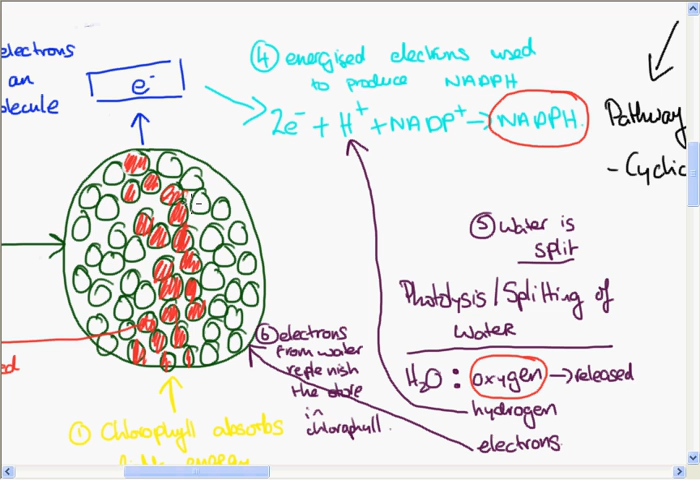 electrons
an
e⁻
④ energised electrons used
to produce NADPH
2e⁻ + H⁺ + NADP⁺ → NADPH.
Pathway
- Cyclic
⑤ Water is
split
Photolysis/Splitting of
water
H₂O : oxygen → released
hydrogen
electrons.
⑥ electrons
from water
replenish
the store
in
chlorophyll.
① Chlorophyll absorbs